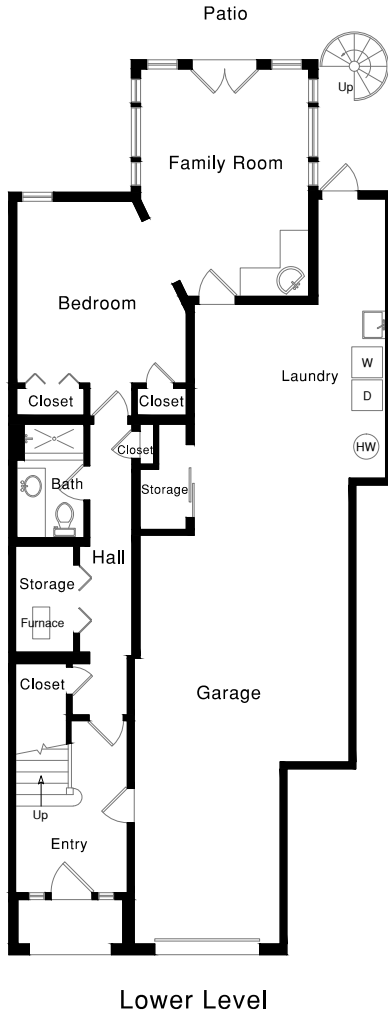 Patio
Up
Family Room
Bedroom
W
Laundry
D
Closet
Closet
HW
Closet
Bath
Storage
Hall
Storage
Furnace
Closet
Garage
Up
Entry
Lower Level